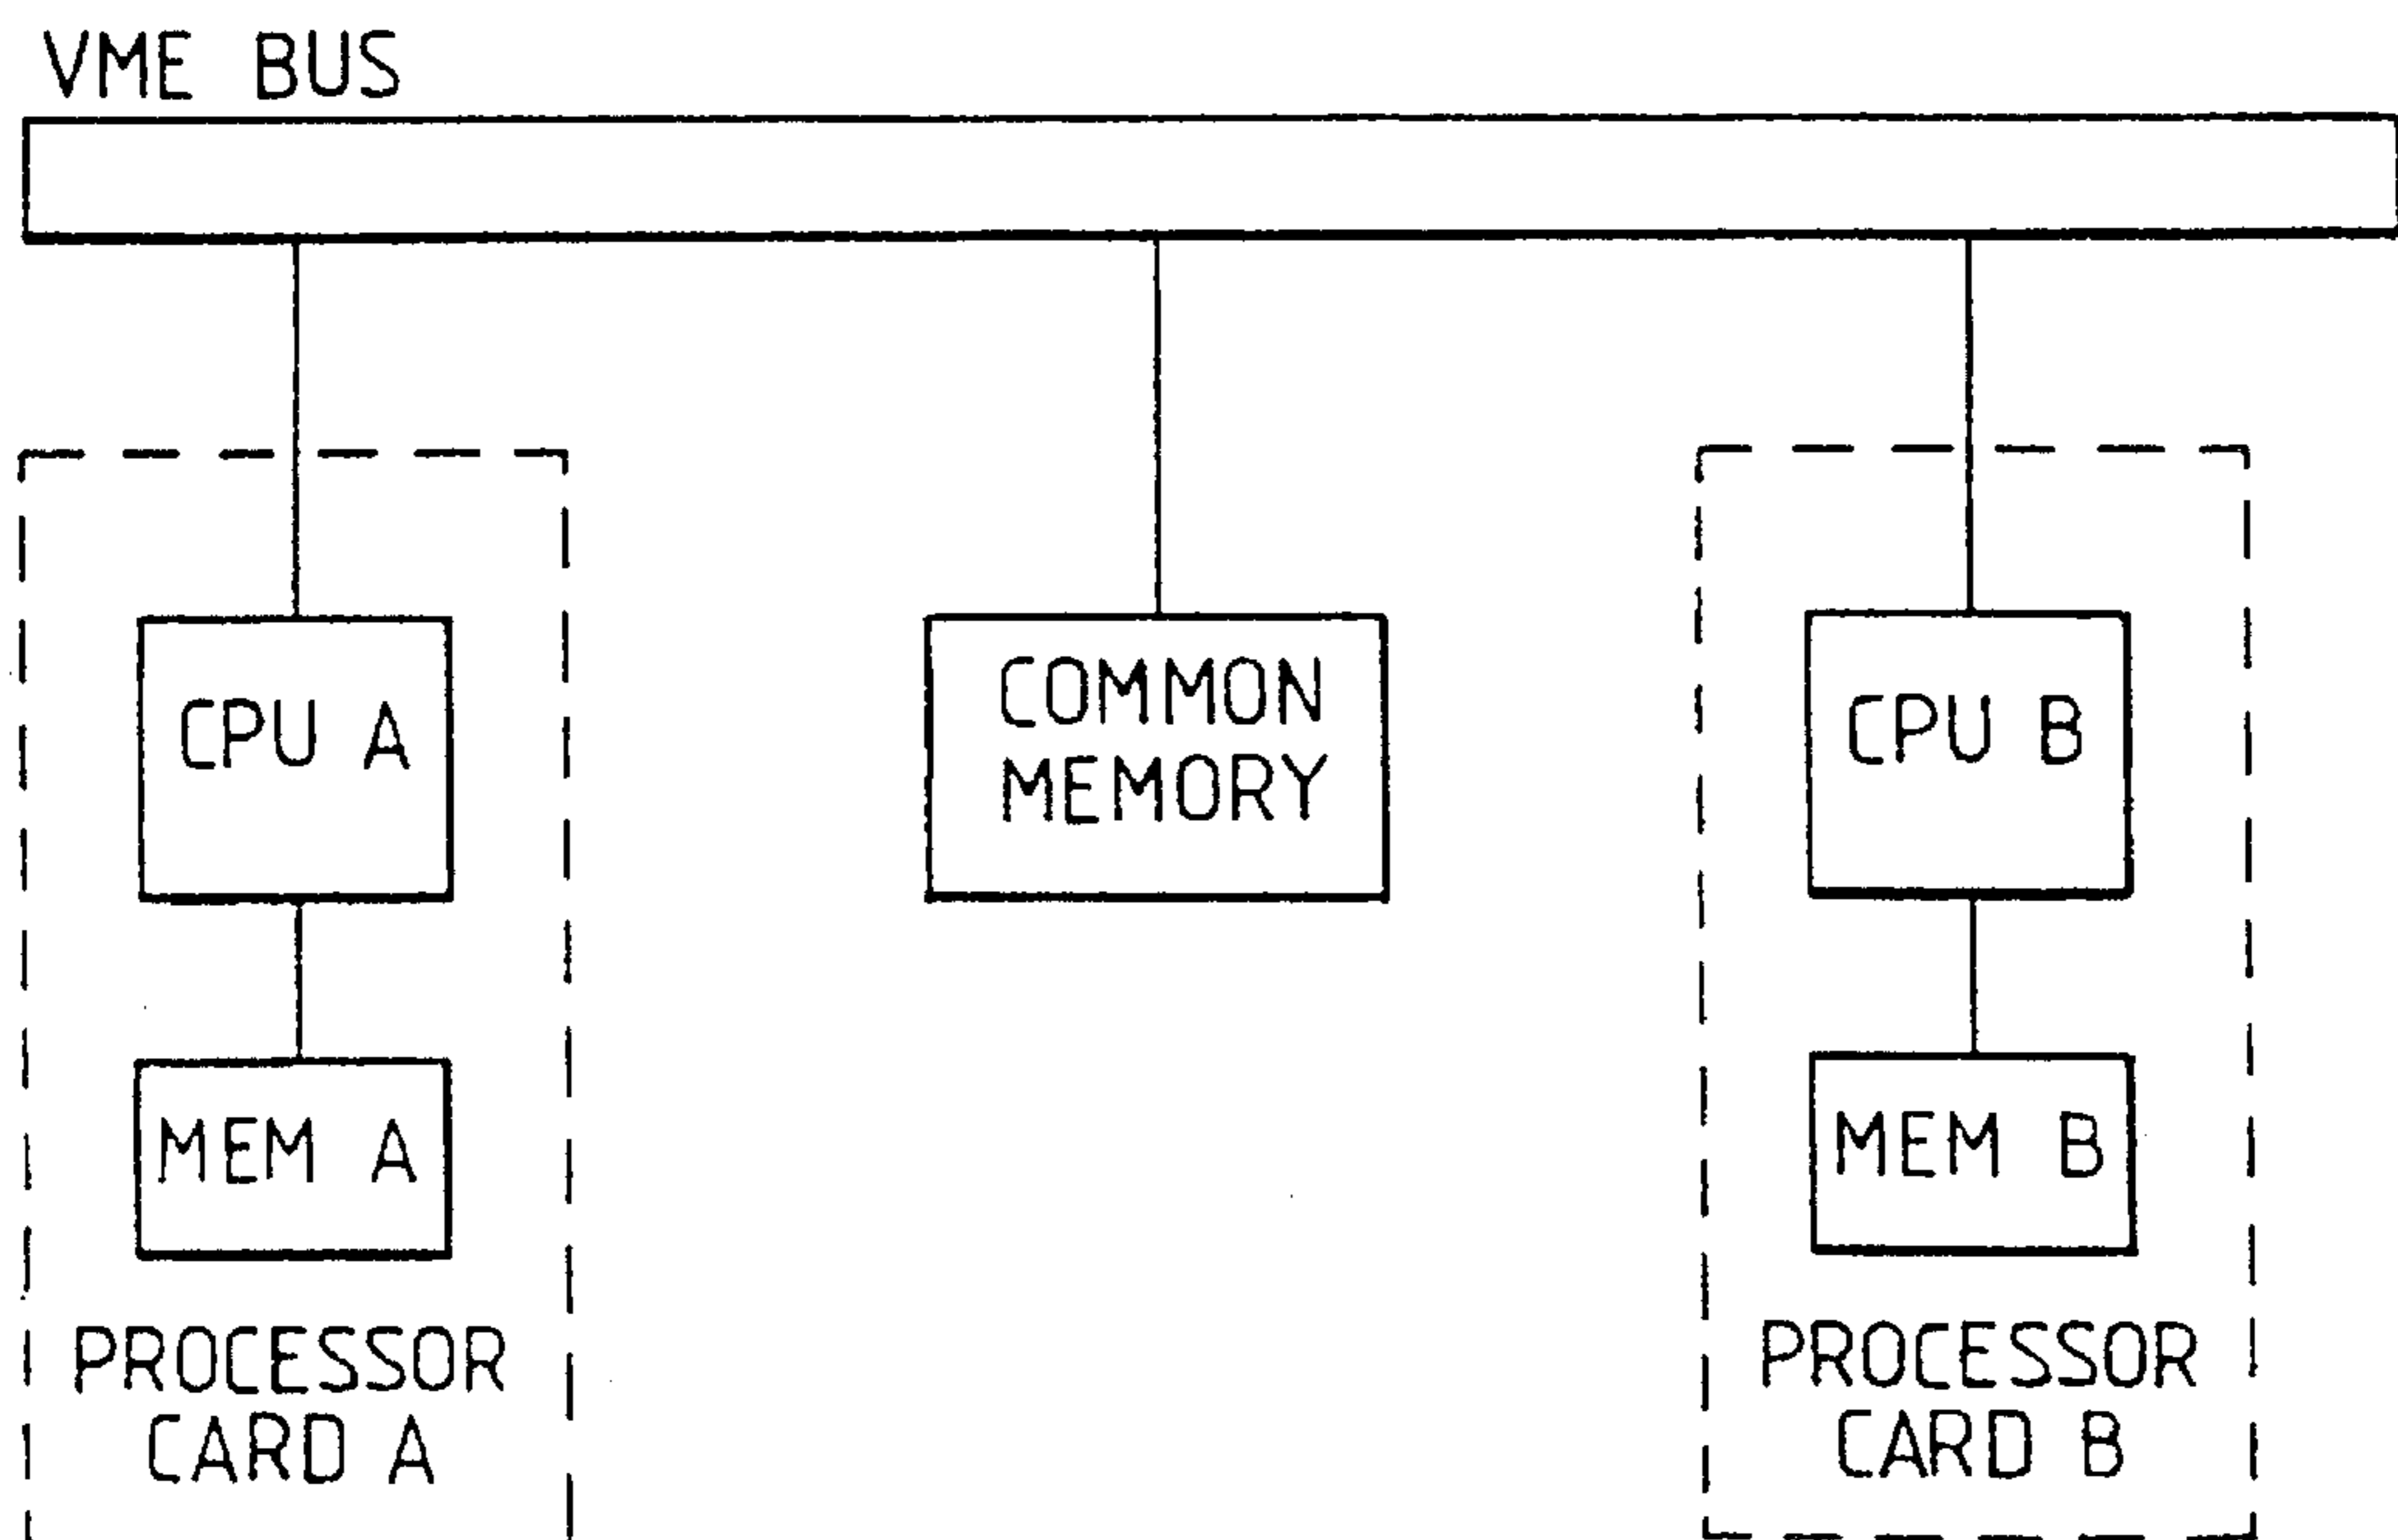 VME BUS
CPU A
COMMON
MEMORY
CPU B
MEM A
MEM B
PROCESSOR
CARD A
PROCESSOR
CARD B